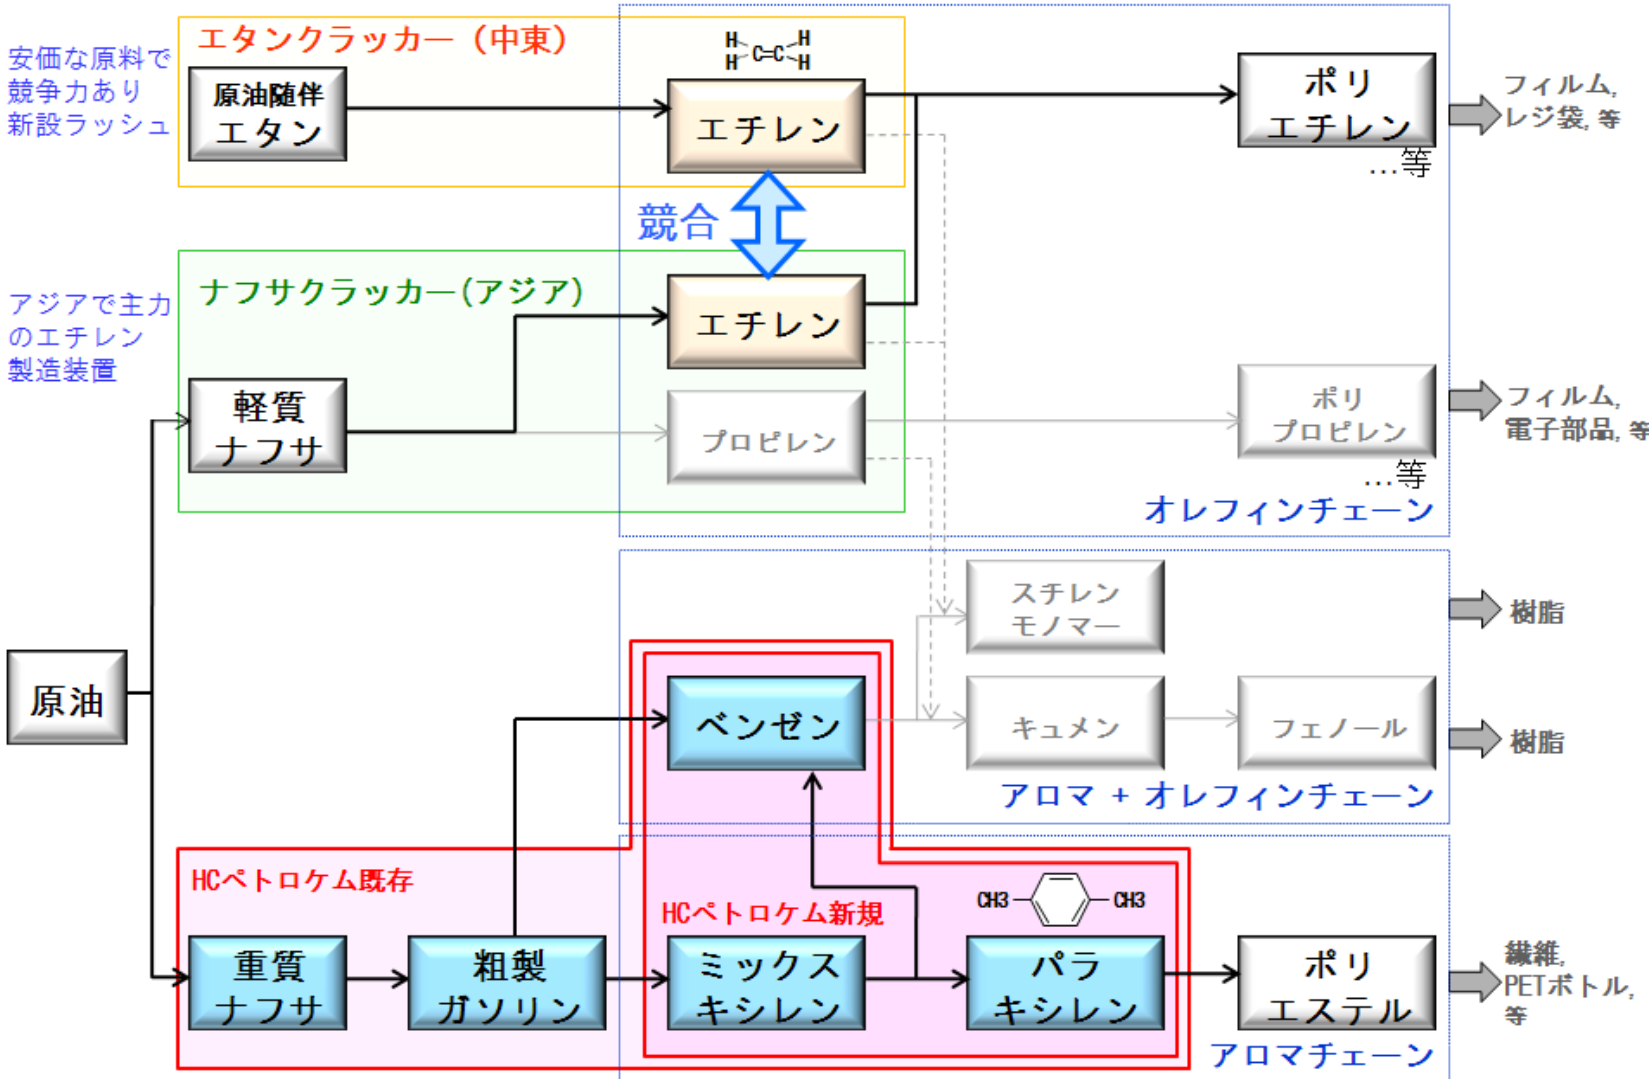 エタンクラッカー（中東）
安価な原料で
競争力あり
新設ラッシュ
原油随伴
エタン
H
H
C=C
H
H
エチレン
ポリ
エチレン
…等
フィルム,
レジ袋, 等
競合
ナフサクラッカー(アジア)
アジアで主力
のエチレン
製造装置
エチレン
軽質
ナフサ
プロピレン
ポリ
プロピレン
…等
フィルム,
電子部品, 等
オレフィンチェーン
スチレン
モノマー
樹脂
原油
ベンゼン
キュメン
フェノール
樹脂
アロマ + オレフィンチェーン
HCペトロケム既存
HCペトロケム新規
CH3
CH3
重質
ナフサ
粗製
ガソリン
ミックス
キシレン
パラ
キシレン
ポリ
エステル
繊維,
PETボトル,
等
アロマチェーン